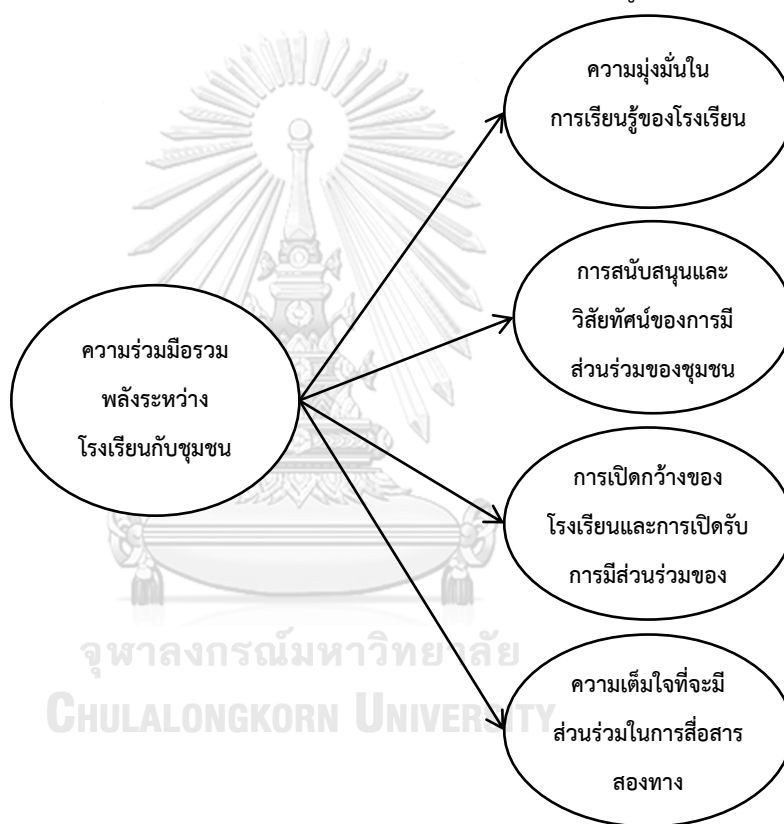 ความมุ่งมั่นใน
การเรียนรู้ของโรงเรียน
การสนับสนุนและ
วิสัยทัศน์ของการมี
ส่วนร่วมของชุมชน
ความร่วมมือรวม
พลังระหว่าง
โรงเรียนกับชุมชน
การเปิดกว้างของ
โรงเรียนและการเปิดรับ
การมีส่วนร่วมของ
ความเต็มใจที่จะมี
ส่วนร่วมในการสื่อสาร
สองทาง
จุฬาลงกรณ์มหาวิทยาลัย
CHULALONGKORN UNIVERSITY